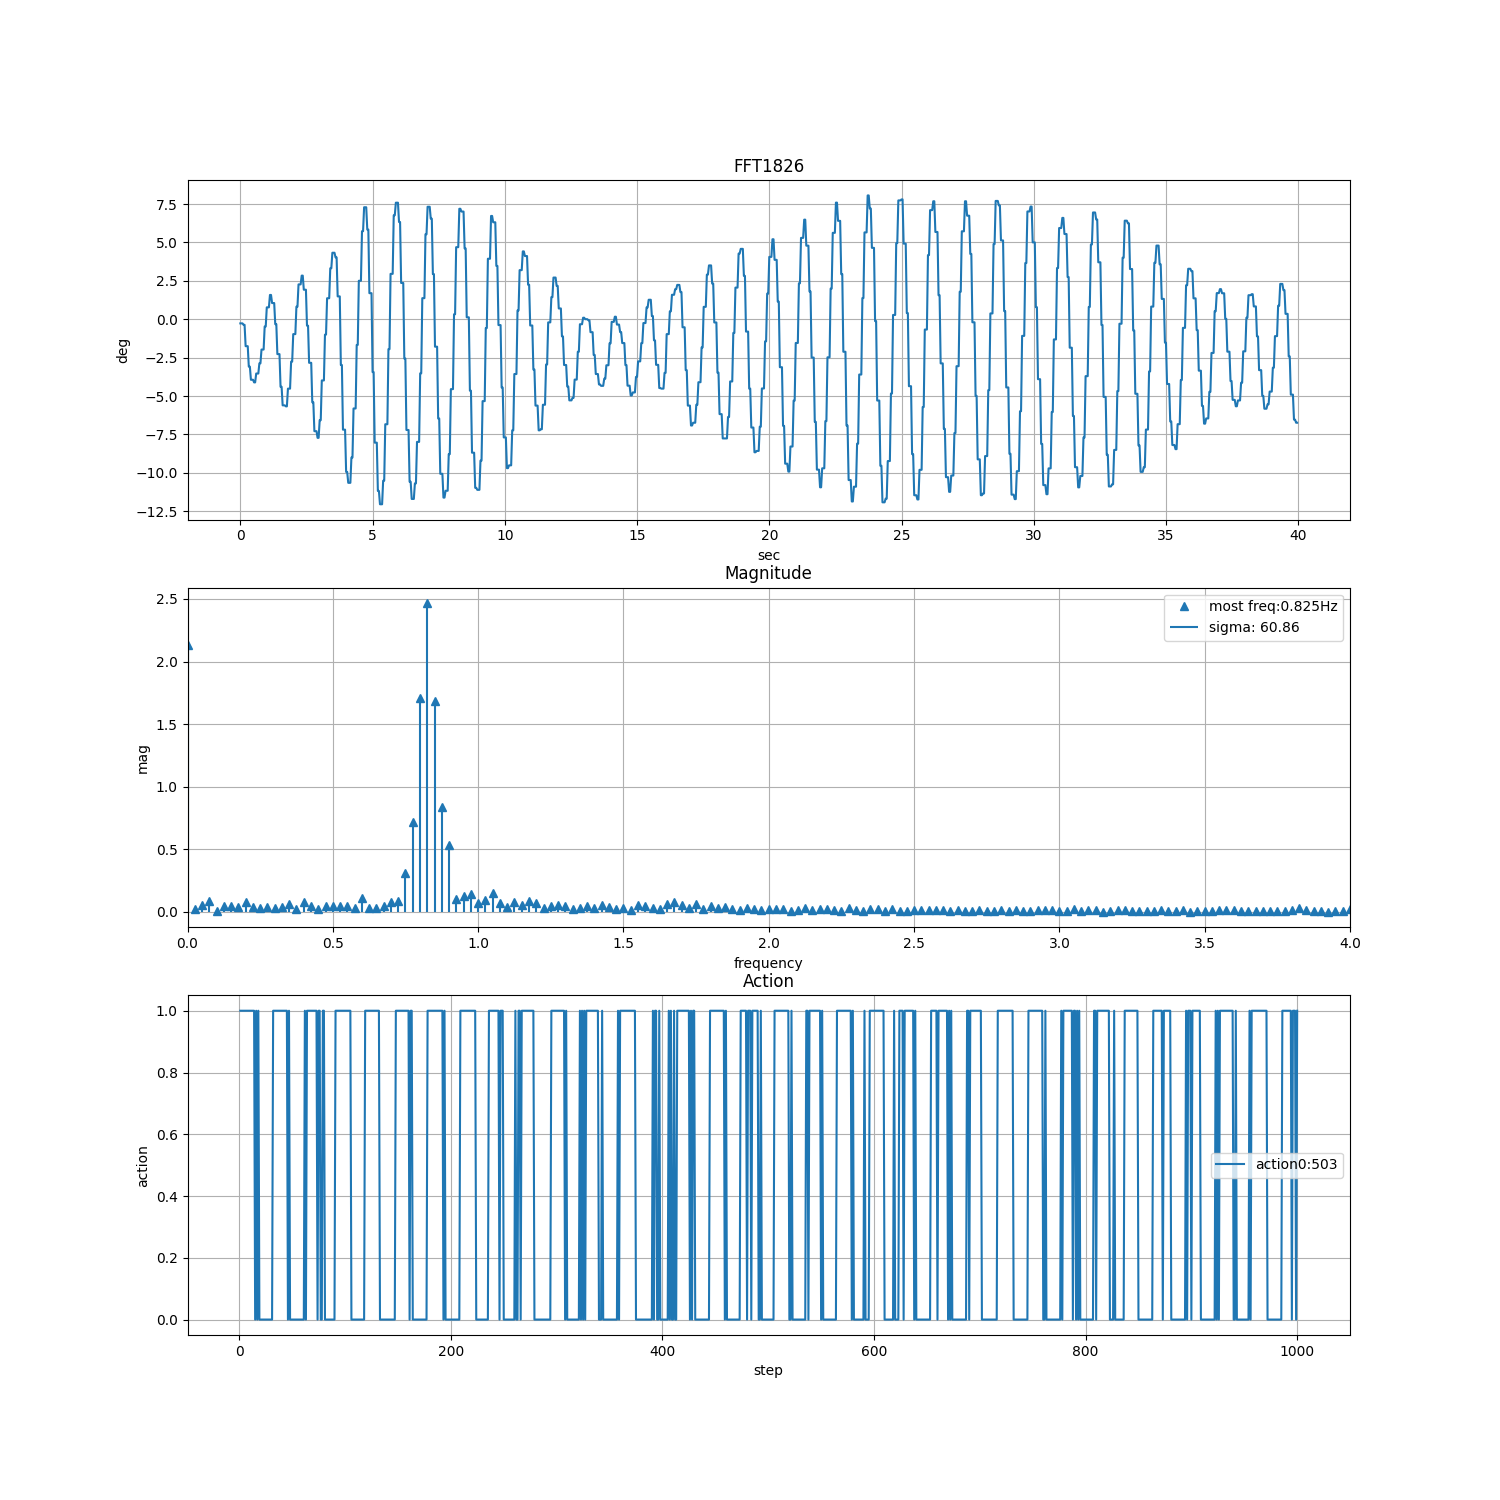 FFT1826
7.5
5.0
2.5
0.0
−2.5
−5.0
−7.5
−10.0
−12.5
deg
0 5 10 15 20 25 30 35 40
sec
Magnitude
2.5
2.0
1.5
1.0
0.5
0.0
mag
most freq:0.825Hz
sigma: 60.86
0.0 0.5 1.0 1.5 2.0 2.5 3.0 3.5 4.0
frequency
Action
1.0
0.8
0.6
0.4
0.2
0.0
action
action0:503
0 200 400 600 800 1000
step